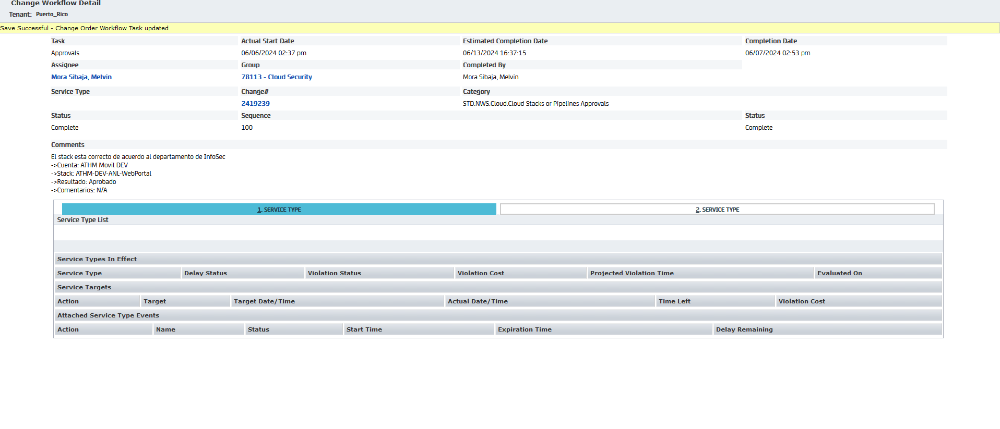 Change Workflow Detail
Tenant: Puerto_Rico
Save Successful - Change Order Workflow Task updated
Task Actual Start Date Estimated Completion Date Completion Date
Approvals 06/06/2024 02:37 pm 06/13/2024 16:37:15 06/07/2024 02:53 pm
Assignee Group Completed By
Mora Sibaja, Melvin 78113 - Cloud Security Mora Sibaja, Melvin
Service Type Change# Category
2419239 STD.NWS.Cloud.Cloud Stacks or Pipelines Approvals
Status Sequence Status
Complete 100 Complete
Comments
El stack esta correcto de acuerdo al departamento de InfoSec
->Cuenta: ATHM Movil DEV
->Stack: ATHM-DEV-ANL-WebPortal
->Resultado: Aprobado
->Comentarios: N/A
1. SERVICE TYPE 2. SERVICE TYPE
Service Type List
Service Types In Effect
Service Type Delay Status Violation Status Violation Cost Projected Violation Time Evaluated On
Service Targets
Action Target Target Date/Time Actual Date/Time Time Left Violation Cost
Attached Service Type Events
Action Name Status Start Time Expiration Time Delay Remaining